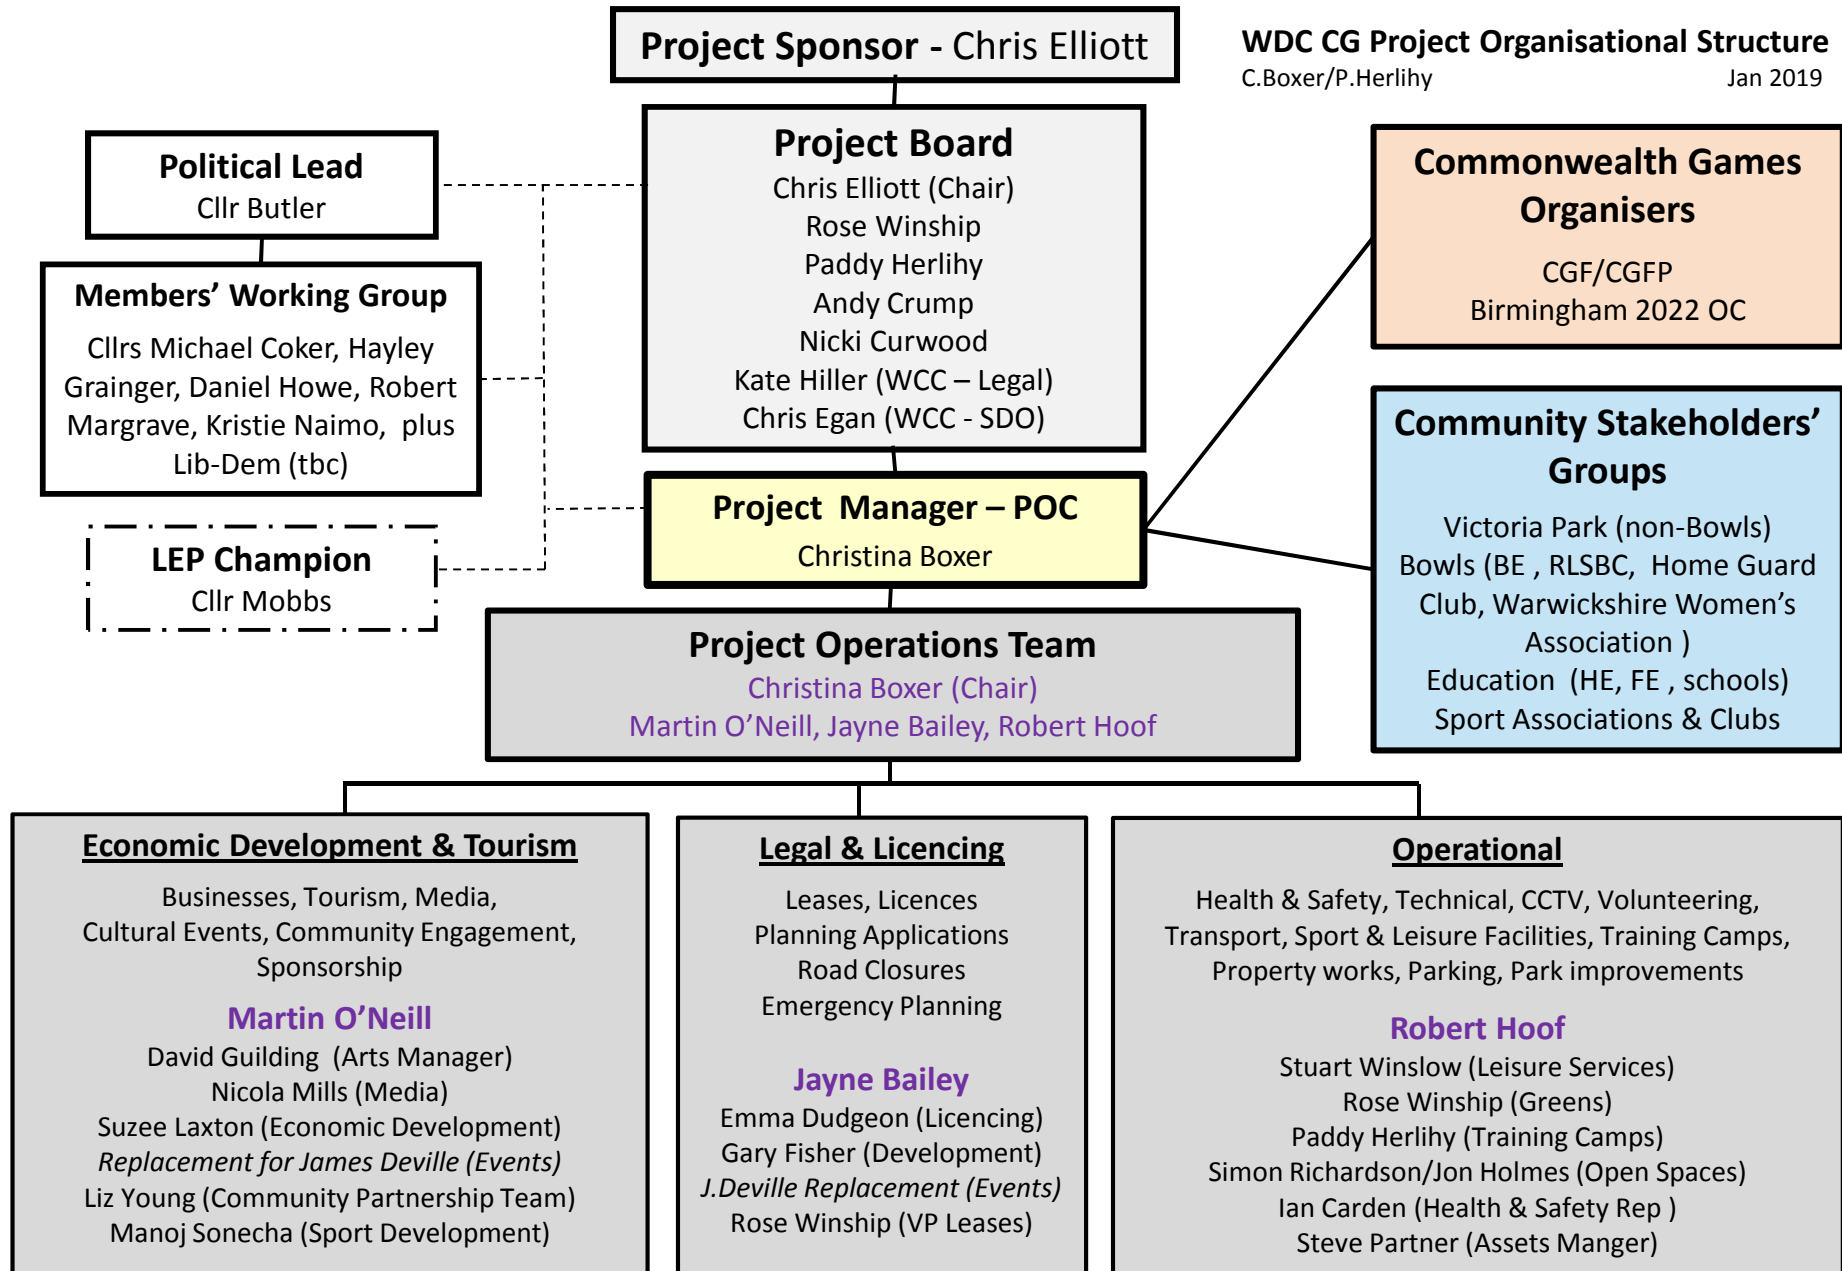 Project Sponsor - Chris Elliott
WDC CG Project Organisational Structure
C.Boxer/P.Herlihy Jan 2019
Project Board
Chris Elliott (Chair)
Rose Winship
Paddy Herlihy
Andy Crump
Nicki Curwood
Kate Hiller (WCC – Legal)
Chris Egan (WCC - SDO)
Political Lead
Cllr Butler
Members’ Working Group
Cllrs Michael Coker, Hayley
Grainger, Daniel Howe, Robert
Margrave, Kristie Naimo, plus
Lib-Dem (tbc)
LEP Champion
Cllr Mobbs
Commonwealth Games
Organisers
CGF/CGFP
Birmingham 2022 OC
Community Stakeholders’
Groups
Victoria Park (non-Bowls)
Bowls (BE , RLSBC, Home Guard
Club, Warwickshire Women’s
Association )
Education (HE, FE , schools)
Sport Associations & Clubs
Project Manager – POC
Christina Boxer
Project Operations Team
Christina Boxer (Chair)
Martin O’Neill, Jayne Bailey, Robert Hoof
Economic Development & Tourism
Businesses, Tourism, Media,
Cultural Events, Community Engagement,
Sponsorship
Martin O’Neill
David Guilding (Arts Manager)
Nicola Mills (Media)
Suzee Laxton (Economic Development)
Replacement for James Deville (Events)
Liz Young (Community Partnership Team)
Manoj Sonecha (Sport Development)
Legal & Licencing
Leases, Licences
Planning Applications
Road Closures
Emergency Planning
Jayne Bailey
Emma Dudgeon (Licencing)
Gary Fisher (Development)
J.Deville Replacement (Events)
Rose Winship (VP Leases)
Operational
Health & Safety, Technical, CCTV, Volunteering,
Transport, Sport & Leisure Facilities, Training Camps,
Property works, Parking, Park improvements
Robert Hoof
Stuart Winslow (Leisure Services)
Rose Winship (Greens)
Paddy Herlihy (Training Camps)
Simon Richardson/Jon Holmes (Open Spaces)
Ian Carden (Health & Safety Rep )
Steve Partner (Assets Manger)